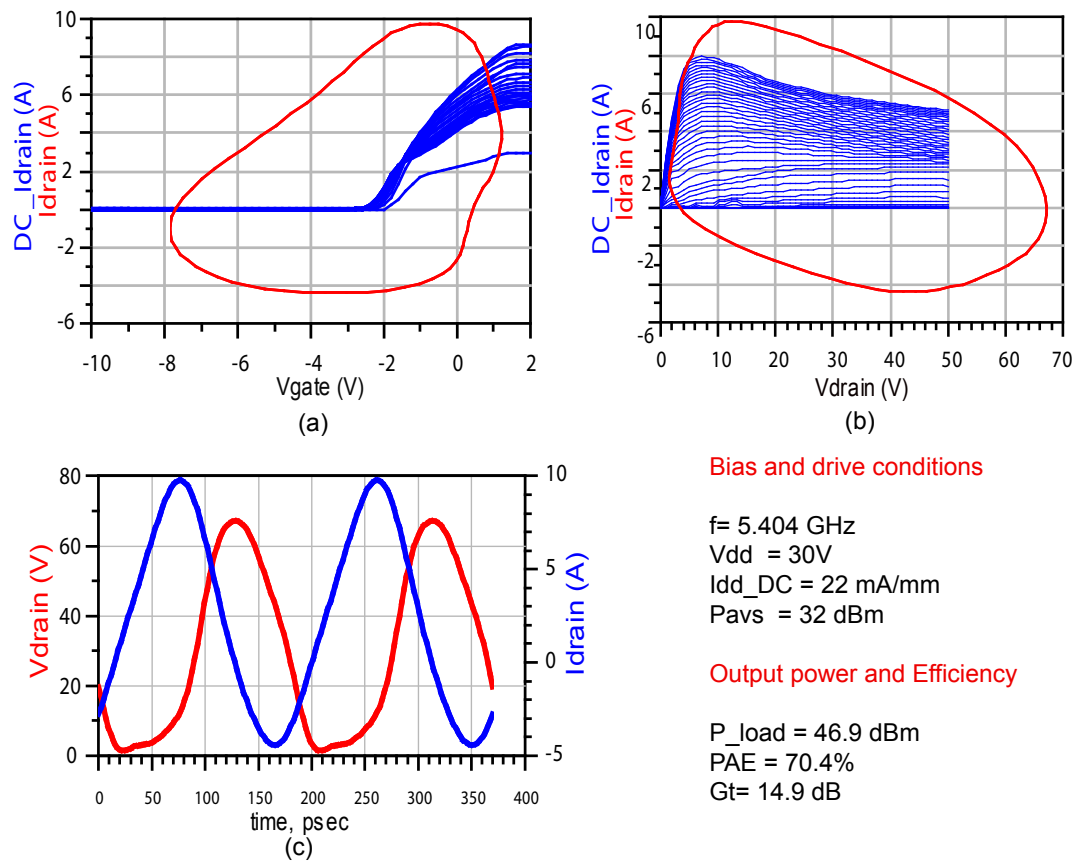 DC_Idrain (A)
Idrain (A)
10
6
2
-2
-6
-10 -8 -6 -4 -2 0 2
Vgate (V)
(a)
DC_Idrain (A)
Idrain (A)
10
6
2
-2
-6
0 10 20 30 40 50 60 70
Vdrain (V)
(b)
Vdrain (V)
80
60
40
20
0
0 50 100 150 200 250 300 350 400
time, psec
10
5
0
-5
Idrain (A)
(c)
Bias and drive conditions
f= 5.404 GHz
Vdd = 30V
Idd_DC = 22 mA/mm
Pavs = 32 dBm
Output power and Efficiency
P_load = 46.9 dBm
PAE = 70.4%
Gt= 14.9 dB